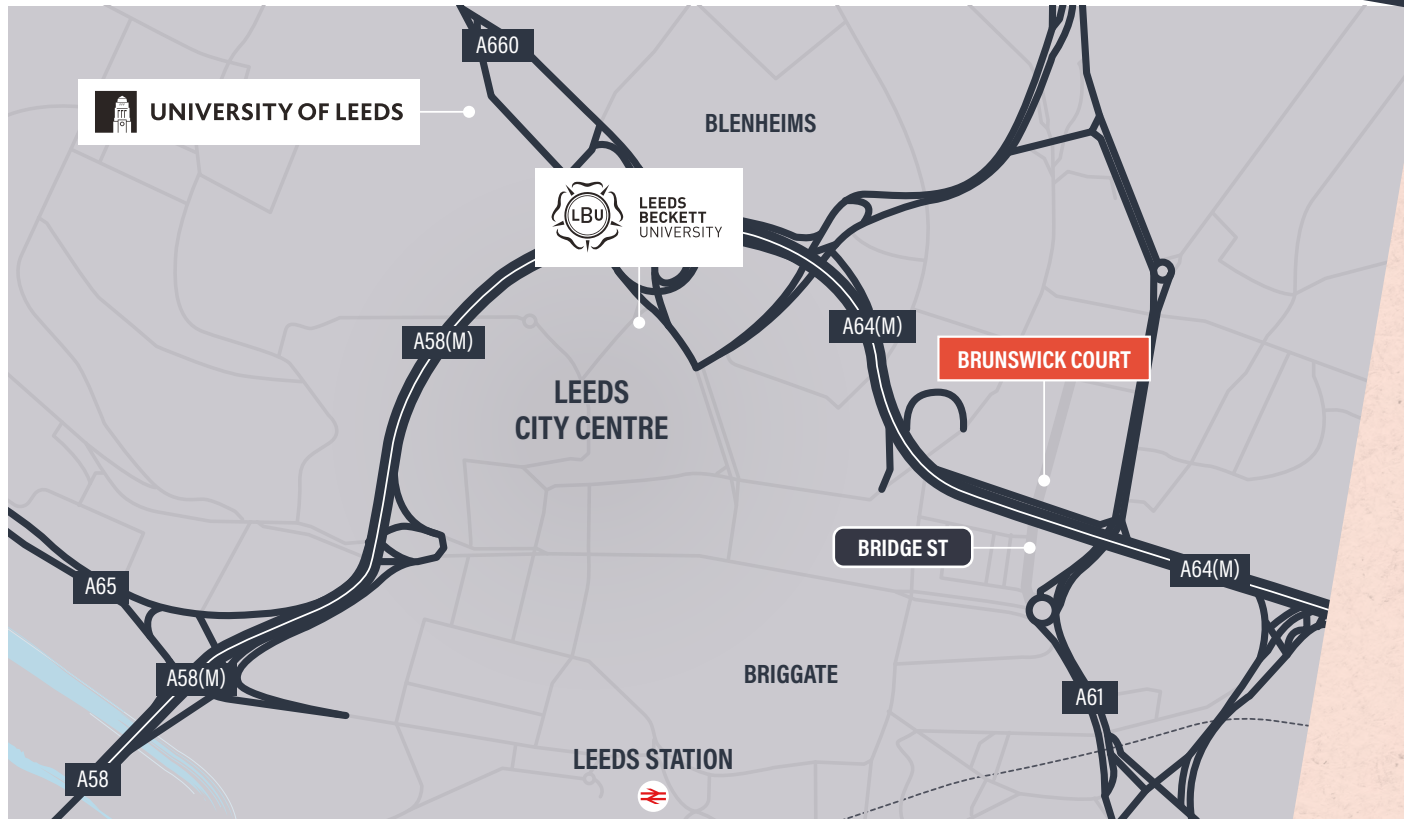 A660
UNIVERSITY OF LEEDS
BLENHEIMS
LBU
LEEDS
BECKETT
UNIVERSITY
A58(M)
A64(M)
BRUNSWICK COURT
LEEDS
CITY CENTRE
BRIDGE ST
A64(M)
A65
A58(M)
BRIGGATE
A61
LEEDS STATION
A58